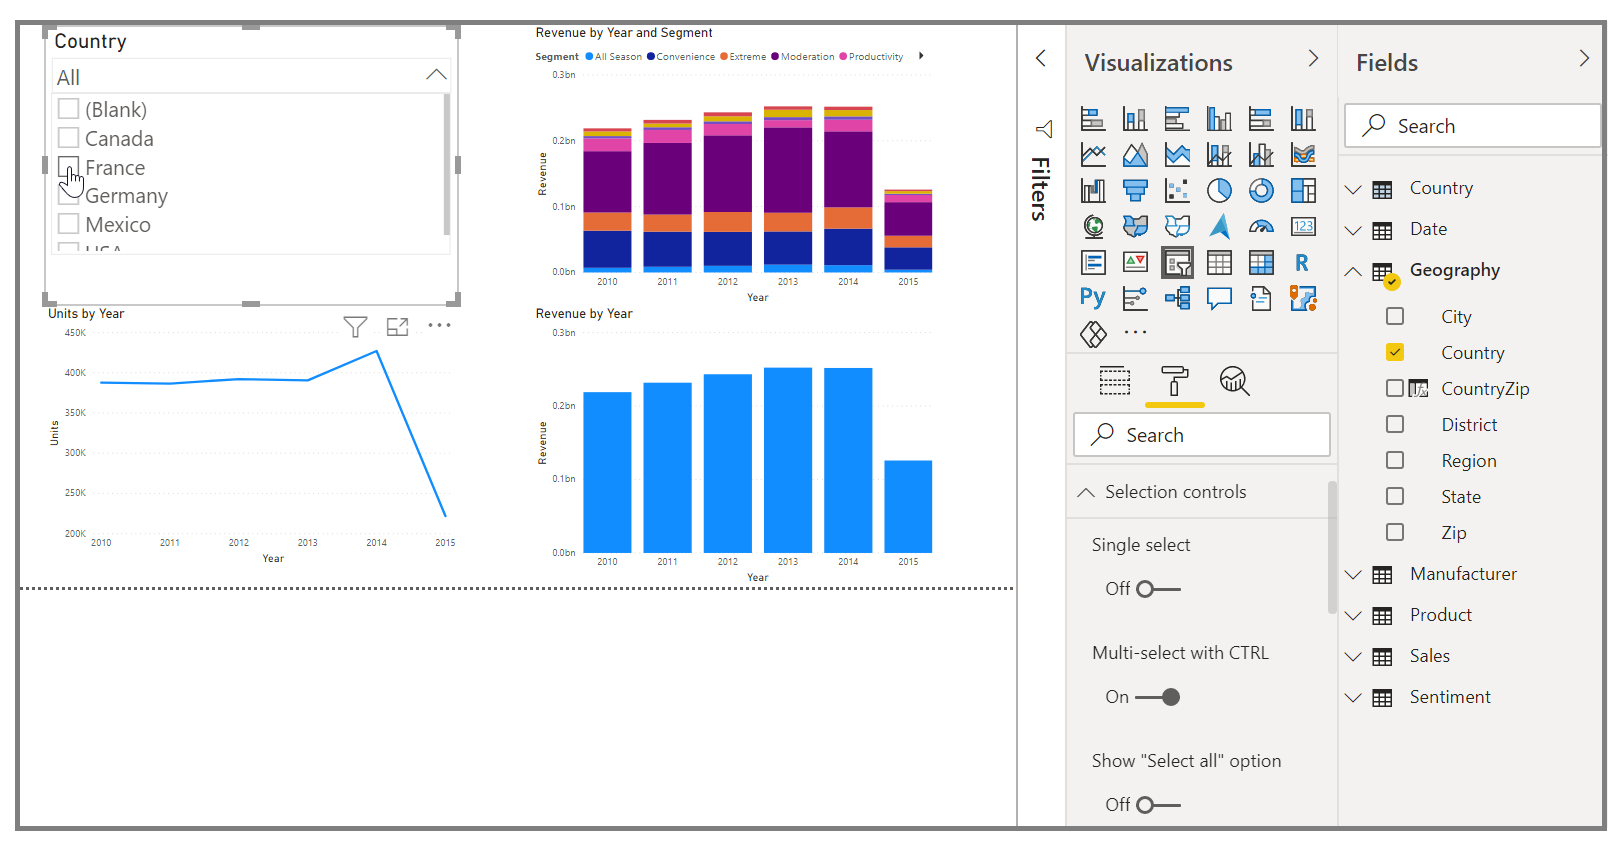 Country
All
(Blank)
Canada
France
Germany
Mexico
USA
Revenue by Year and Segment
Segment All Season Convenience Extreme Moderation Productivity
0.3bn
0.2bn
0.1bn
0.0bn
Revenue
2010 2011 2012 2013 2014 2015
Year
Units by Year
450K
400K
350K
300K
250K
200K
Units
2010 2011 2012 2013 2014 2015
Year
Revenue by Year
0.3bn
0.2bn
0.1bn
0.0bn
Revenue
2010 2011 2012 2013 2014 2015
Year
Filters
Visualizations
123
R
Py
Search
Selection controls
Single select
Off
Multi-select with CTRL
On
Show "Select all" option
Off
Fields
Search
Country
Date
Geography
City
Country
CountryZip
District
Region
State
Zip
Manufacturer
Product
Sales
Sentiment